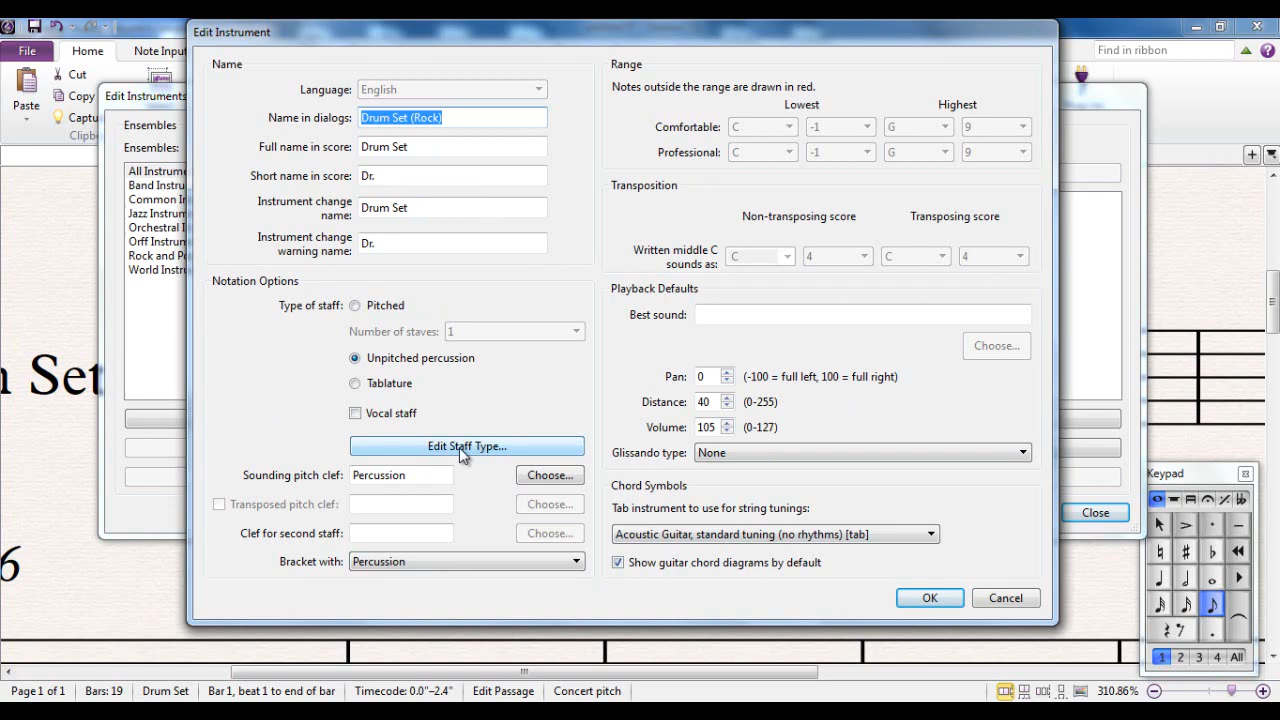 Edit Instrument
File
Home
Note Input
Find in ribbon
Paste
Cut
Copy
Captu
Clipb
Edit Instruments
Ensembles
Ensembles:
All Instrum
Band Instrum
Common I
Jazz Instrum
Orchestral I
Orff Instrum
Rock and Po
World Instr
Name
Language: English
Name in dialogs: Drum Set (Rock)
Full name in score: Drum Set
Short name in score: Dr.
Instrument change name: Drum Set
Instrument change warning name: Dr.
Notation Options
Type of staff: Pitched
Number of staves: 1
Unpitched percussion
Tablature
Vocal staff
Edit Staff Type...
Sounding pitch clef: Percussion Choose...
Transposed pitch clef: Choose...
Clef for second staff: Choose...
Bracket with: Percussion
Range
Notes outside the range are drawn in red.
Lowest Highest
Comfortable: C -1 G 9
Professional: C -1 G 9
Transposition
Non-transposing score Transposing score
Written middle C sounds as: C 4 C 4
Playback Defaults
Best sound:
Choose...
Pan: 0 (-100 = full left, 100 = full right)
Distance: 40 (0-255)
Volume: 105 (0-127)
Glissando type: None
Chord Symbols
Tab instrument to use for string tunings:
Acoustic Guitar, standard tuning (no rhythms) [tab]
Show guitar chord diagrams by default
OK Cancel
Close
n Set
6
Keypad
1 2 3 4 All
Page 1 of 1 Bars: 19 Drum Set Bar 1, beat 1 to end of bar Timecode: 0.0"–2.4" Edit Passage Concert pitch 310.86%